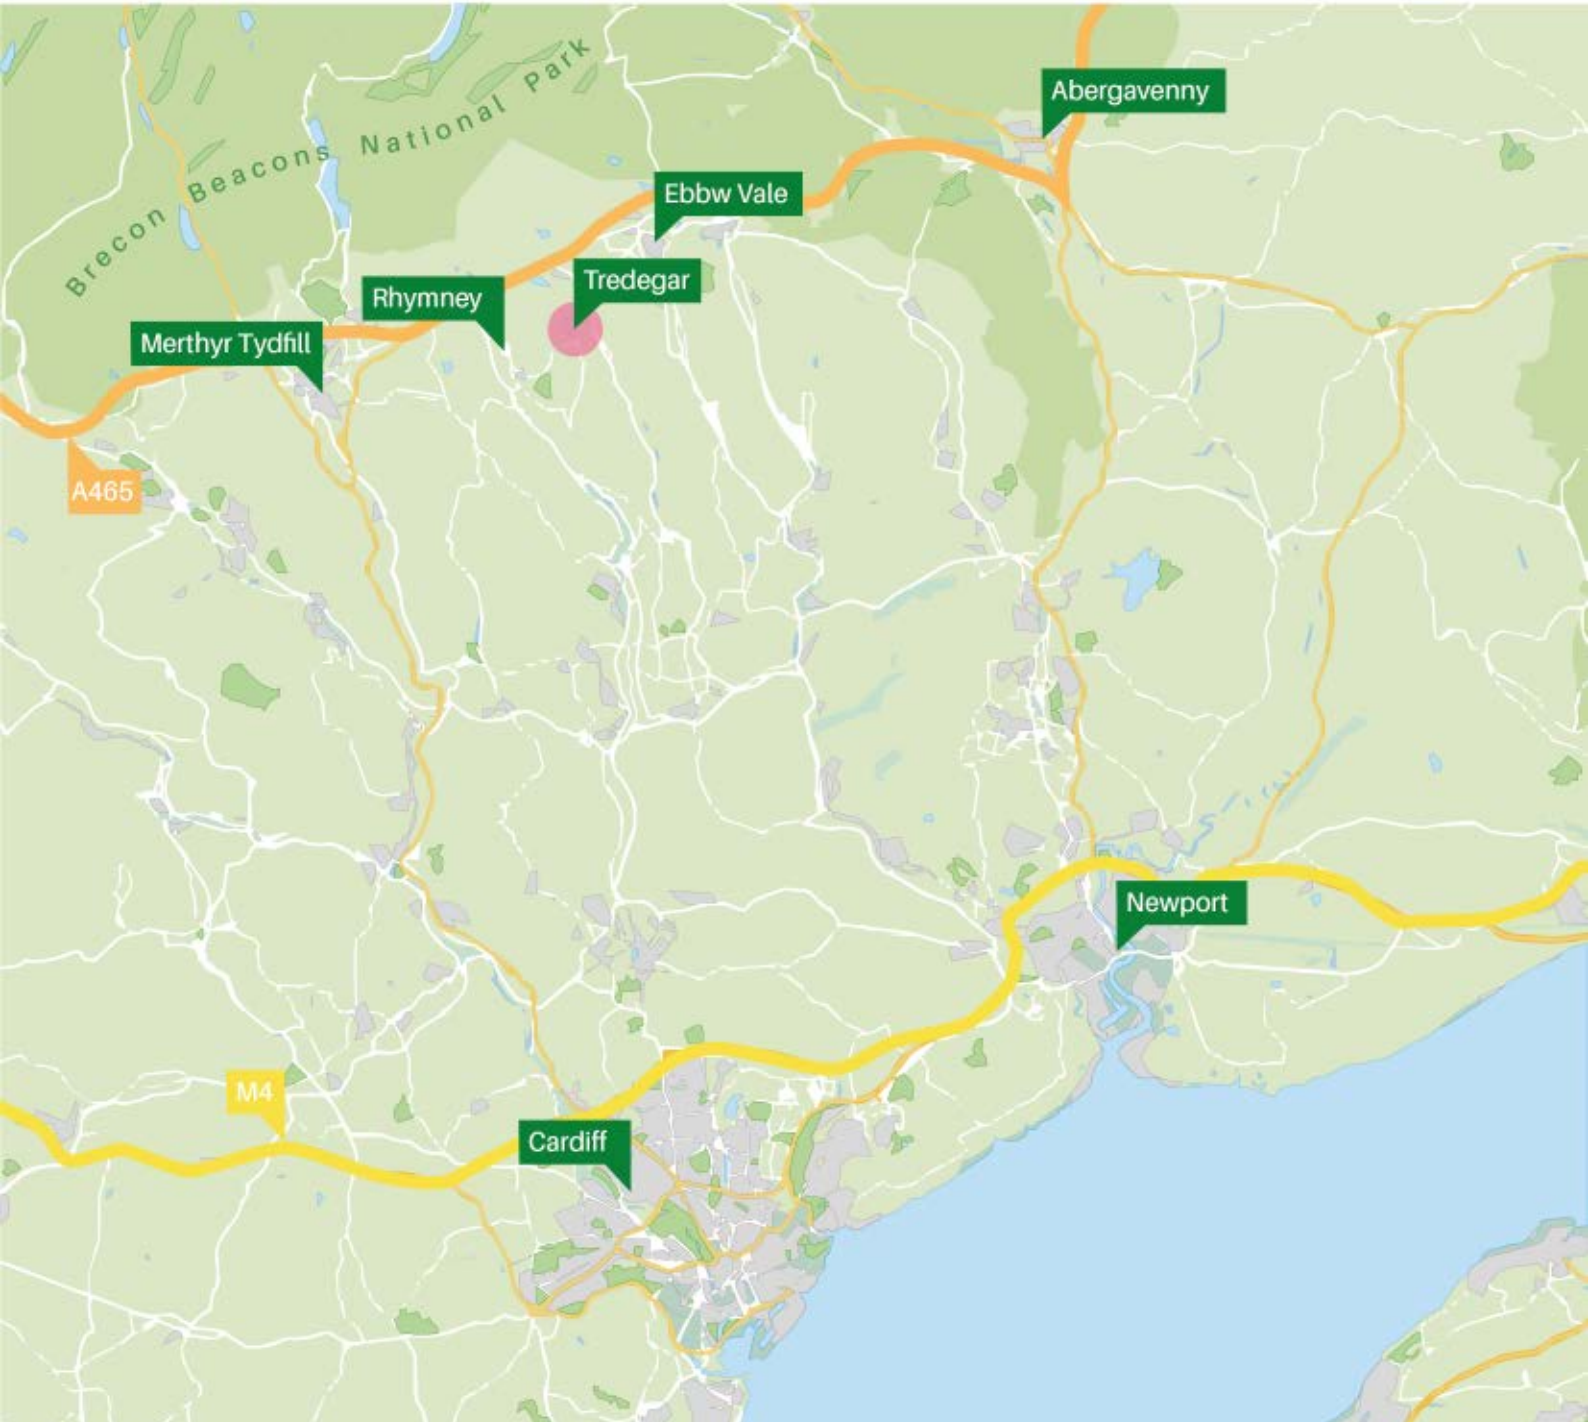 Brecon Beacons National Park
Abergavenny
Ebbw Vale
Tredegar
Rhymney
Merthyr Tydfill
A465
Newport
M4
Cardiff